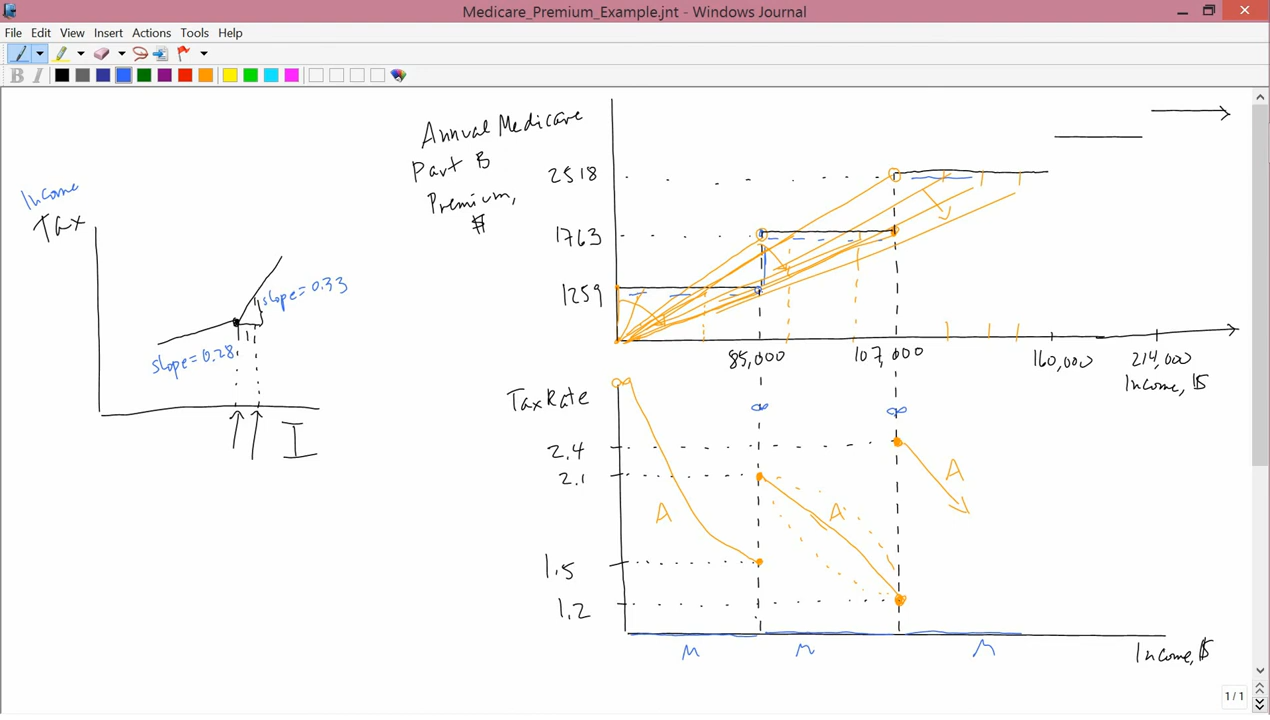 Medicare_Premium_Example.jnt - Windows Journal
File Edit View Insert Actions Tools Help
B I
Annual Medicare
Part B
Premium,
$
2518
1763
1259
85,000 107,000 160,000 214,000
Income, $
Income
Tax
slope=0.33
slope=0.28
I
Tax Rate
∞ ∞ ∞
2.4
2.1
1.5
1.2
A A A
M M M
Income, $
1 / 1